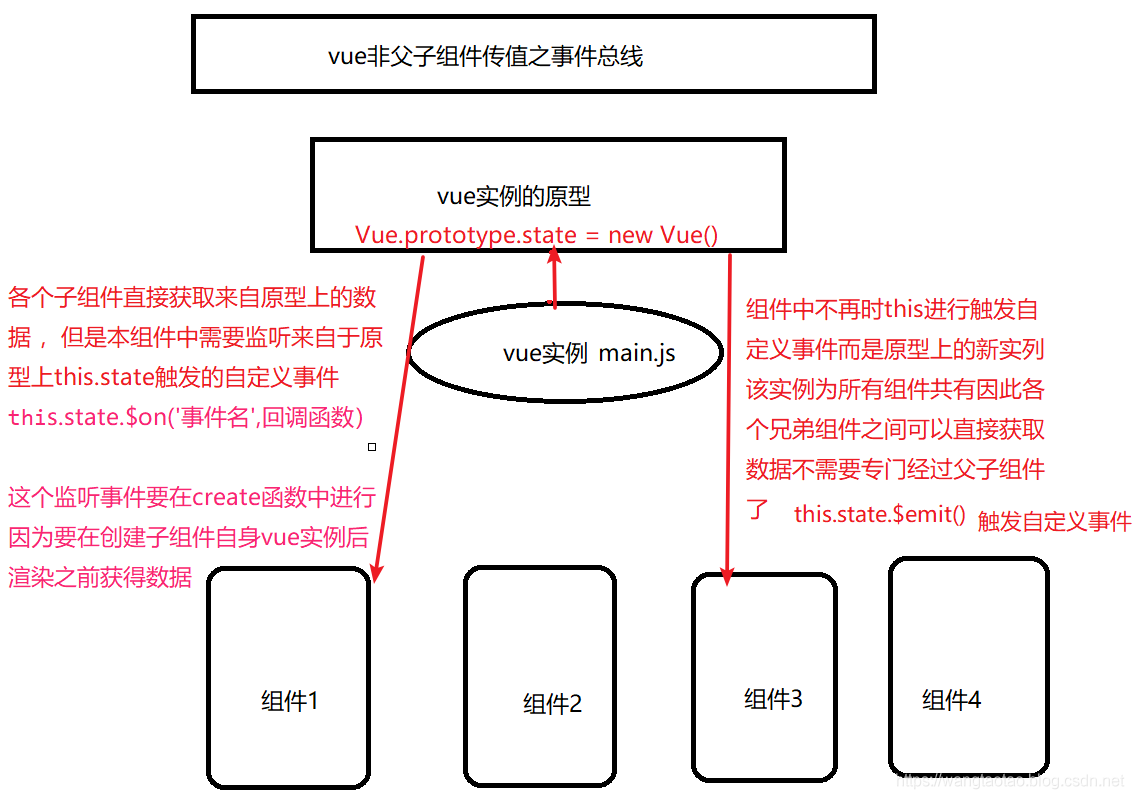 vue非父子组件传值之事件总线
vue实例的原型
Vue.prototype.state = new Vue()
各个子组件直接获取来自原型上的数
据 ，但是本组件中需要监听来自于原
型上this.state触发的自定义事件
this.state.$on('事件名',回调函数)
这个监听事件要在create函数中进行
因为要在创建子组件自身vue实例后
渲染之前获得数据
vue实例 main.js
组件中不再时this进行触发自
定义事件而是原型上的新实列
该实例为所有组件共有因此各
个兄弟组件之间可以直接获取
数据不需要专门经过父子组件
了 this.state.$emit() 触发自定义事件
组件1
组件2
组件3
组件4
https://wangtaotao.blog.csdn.net